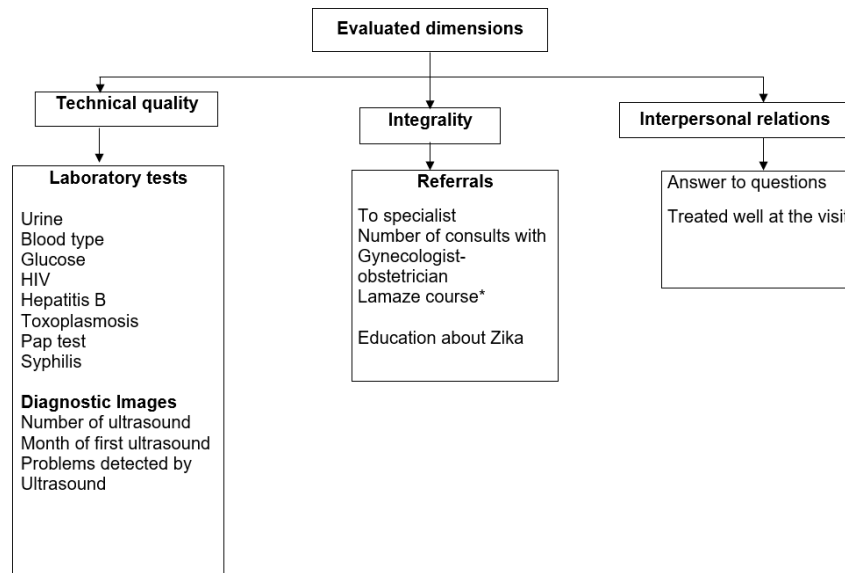 Evaluated dimensions
Technical quality
Integrality
Interpersonal relations
Laboratory tests
Urine
Blood type
Glucose
HIV
Hepatitis B
Toxoplasmosis
Pap test
Syphilis
Diagnostic Images
Number of ultrasound
Month of first ultrasound
Problems detected by
Ultrasound
Referrals
To specialist
Number of consults with
Gynecologist-
obstetrician
Lamaze course*
Education about Zika
Answer to questions
Treated well at the visit